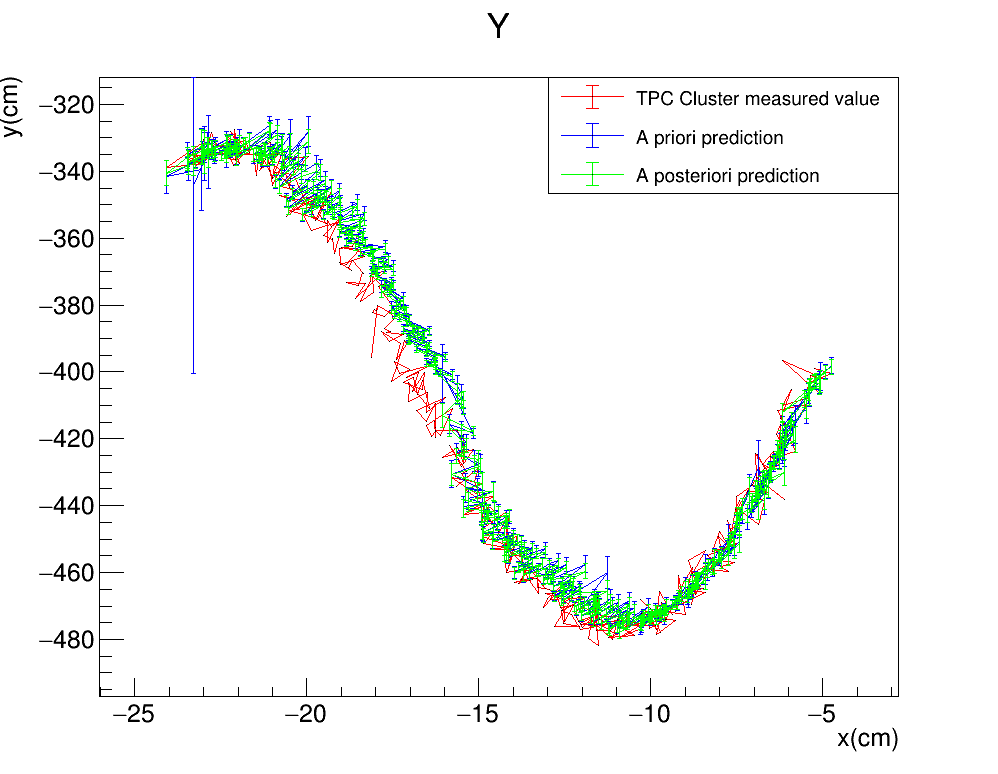 Y
y(cm)
TPC Cluster measured value
A priori prediction
A posteriori prediction
−320
−340
−360
−380
−400
−420
−440
−460
−480
−25 −20 −15 −10 −5
x(cm)